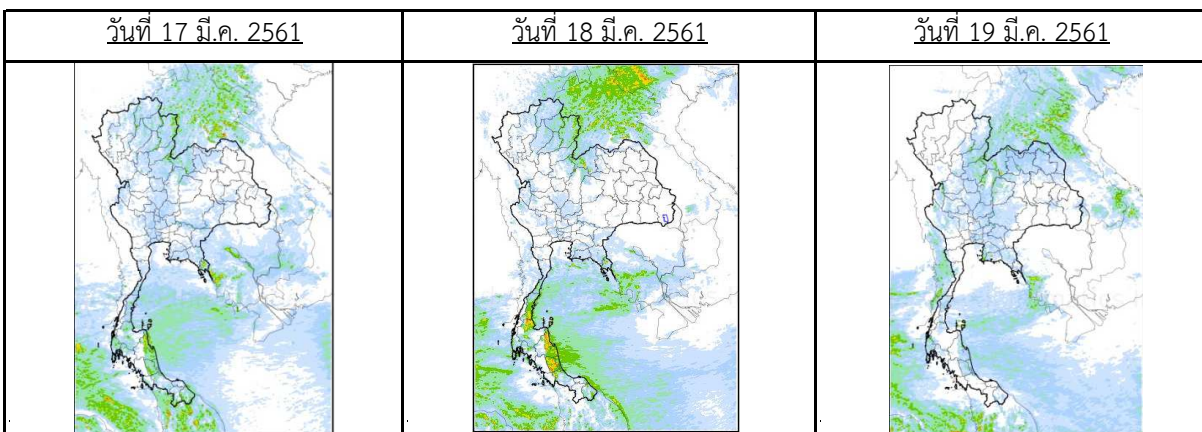 วันที่ 17 มี.ค. 2561
วันที่ 18 มี.ค. 2561
วันที่ 19 มี.ค. 2561